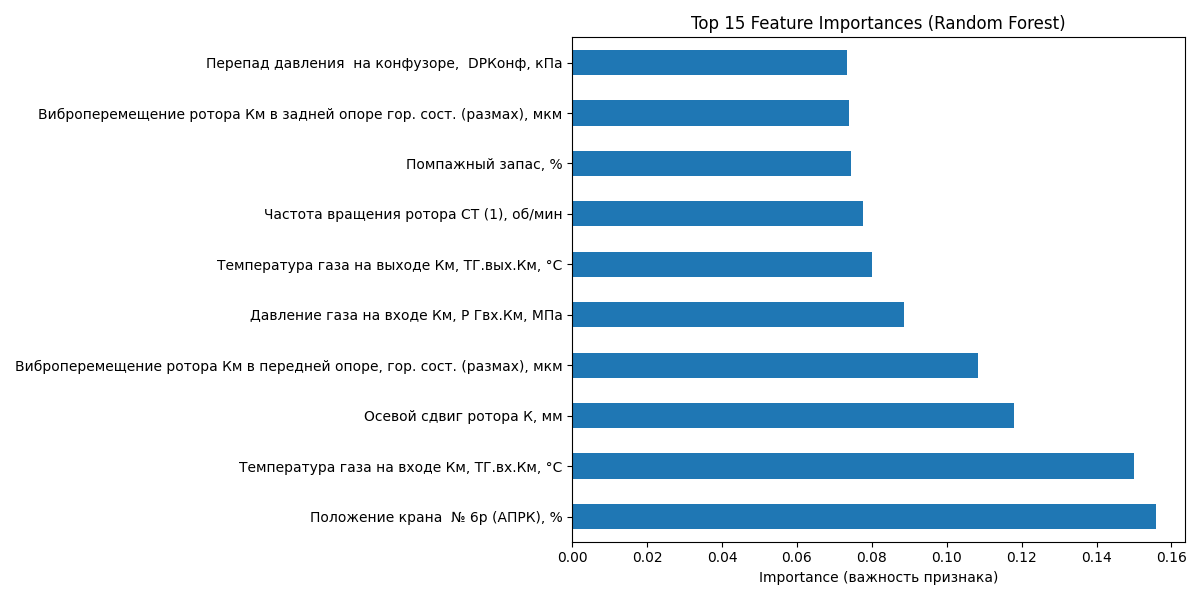 Top 15 Feature Importances (Random Forest)
Перепад давления  на конфузоре,  DPКонф, кПа
Виброперемещение ротора Км в задней опоре гор. сост. (размах), мкм
Помпажный запас, %
Частота вращения ротора СТ (1), об/мин
Температура газа на выходе Км, ТГ.вых.Км, °C
Давление газа на входе Км, Р Гвх.Км, МПа
Виброперемещение ротора Км в передней опоре, гор. сост. (размах), мкм
Осевой сдвиг ротора К, мм
Температура газа на входе Км, ТГ.вх.Км, °C
Положение крана  № 6р (АПРК), %
0.00 0.02 0.04 0.06 0.08 0.10 0.12 0.14 0.16
Importance (важность признака)